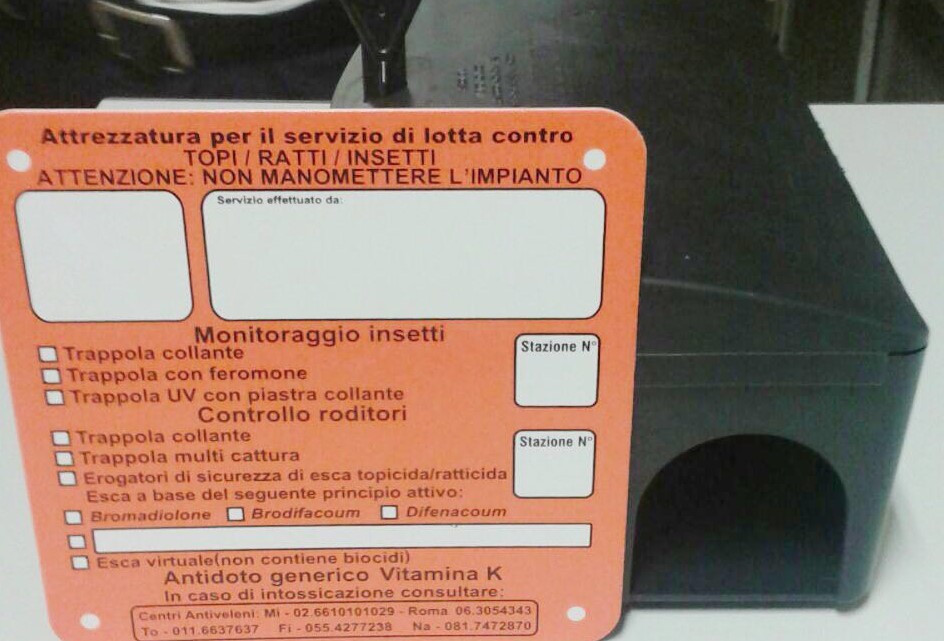 Attrezzatura per il servizio di lotta contro
TOPI / RATTI / INSETTI
ATTENZIONE: NON MANOMETTERE L'IMPIANTO
Servizio effettuato da:
Monitoraggio insetti
Trappola collante
Trappola con feromone
Trappola UV con piastra collante
Stazione N°
Controllo roditori
Trappola collante
Trappola multi cattura
Erogatori di sicurezza di esca topicida/ratticida
Stazione N°
Esca a base del seguente principio attivo:
Bromadiolone Brodifacoum Difenacoum
Esca virtuale(non contiene biocidi)
Antidoto generico Vitamina K
In caso di intossicazione consultare:
Centri Antiveleni: Mi - 02.6610101029 - Roma 06.3054343
To - 011.6637637 Fi - 055.4277238 Na - 081.7472870